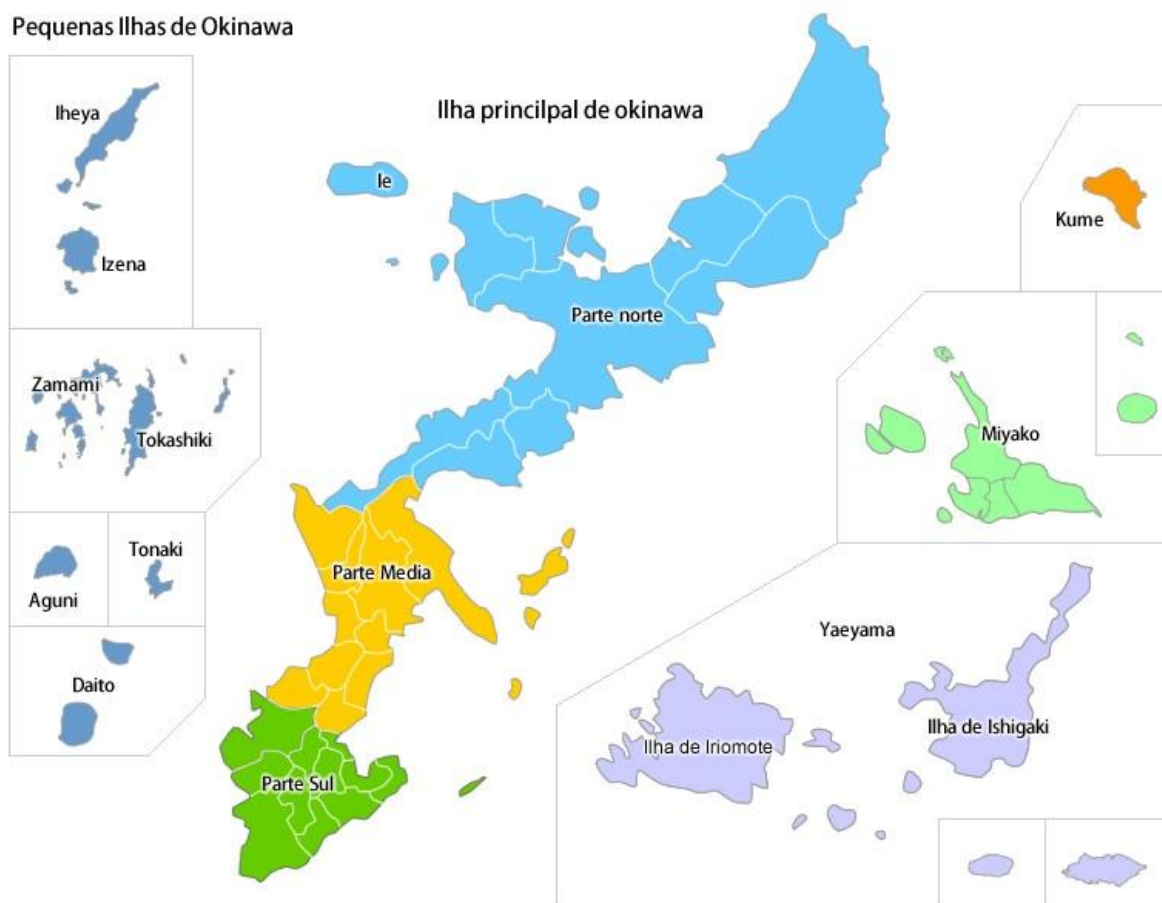 Pequenas Ilhas de Okinawa
Iheya
Ilha princilpal de okinawa
Ie
Kume
Izena
Parte norte
Zamami
Tokashiki
Miyako
Tonaki
Aguni
Parte Media
Yaeyama
Daito
Ilha de Iriomote
Ilha de Ishigaki
Parte Sul